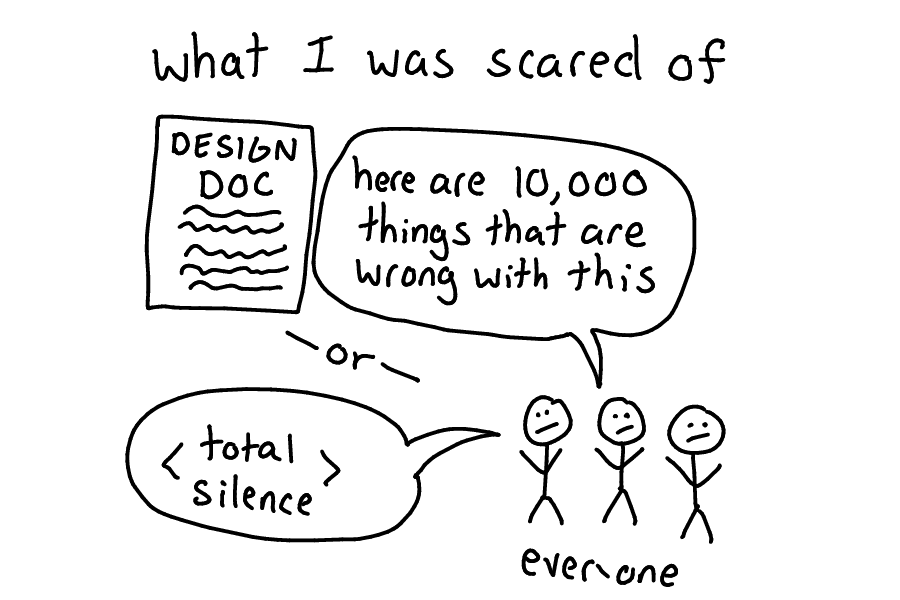 what I was scared of
DESIGN
DOC
here are 10,000
things that are
wrong with this
or
< total
silence >
everyone